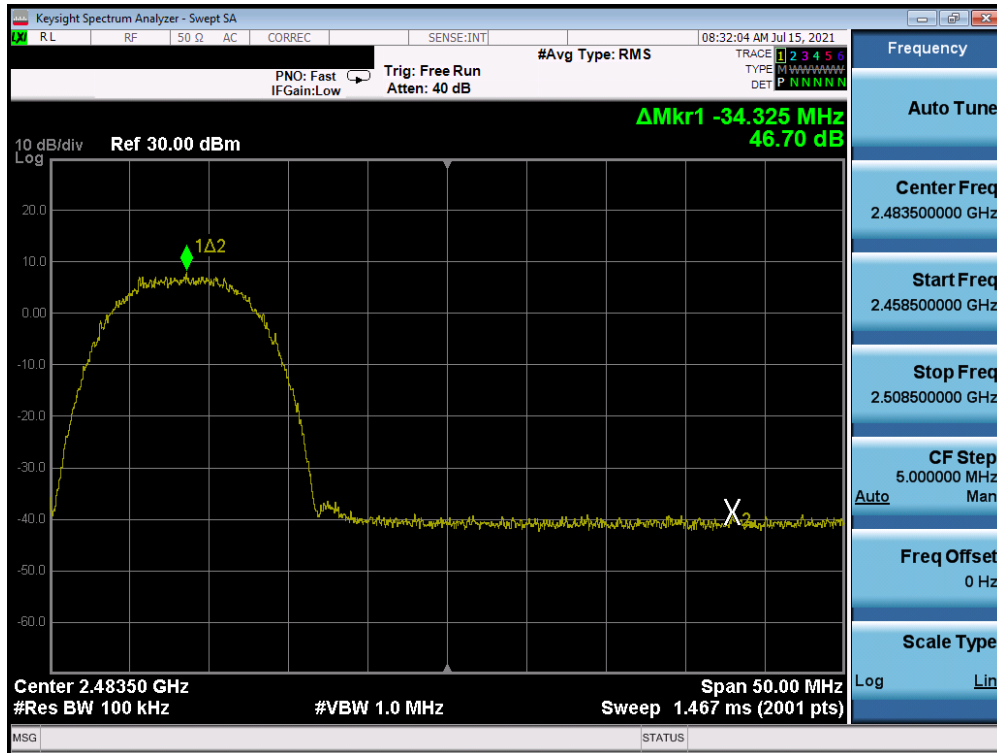 Keysight Spectrum Analyzer - Swept SA
LXI RL RF 50 Ω AC CORREC SENSE:INT 08:32:04 AM Jul 15, 2021
#Avg Type: RMS TRACE 1 2 3 4 5 6
PNO: Fast Trig: Free Run TYPE M WWWWW
IFGain:Low Atten: 40 dB DET P N N N N N
ΔMkr1 -34.325 MHz
46.70 dB
10 dB/div Ref 30.00 dBm
Log
20.0
10.0
0.00
-10.0
-20.0
-30.0
-40.0
-50.0
-60.0
1Δ2
X2
Center 2.48350 GHz Span 50.00 MHz
#Res BW 100 kHz #VBW 1.0 MHz Sweep 1.467 ms (2001 pts)
MSG STATUS
Frequency
Auto Tune
Center Freq
2.483500000 GHz
Start Freq
2.458500000 GHz
Stop Freq
2.508500000 GHz
CF Step
5.000000 MHz
Auto Man
Freq Offset
0 Hz
Scale Type
Log Lin